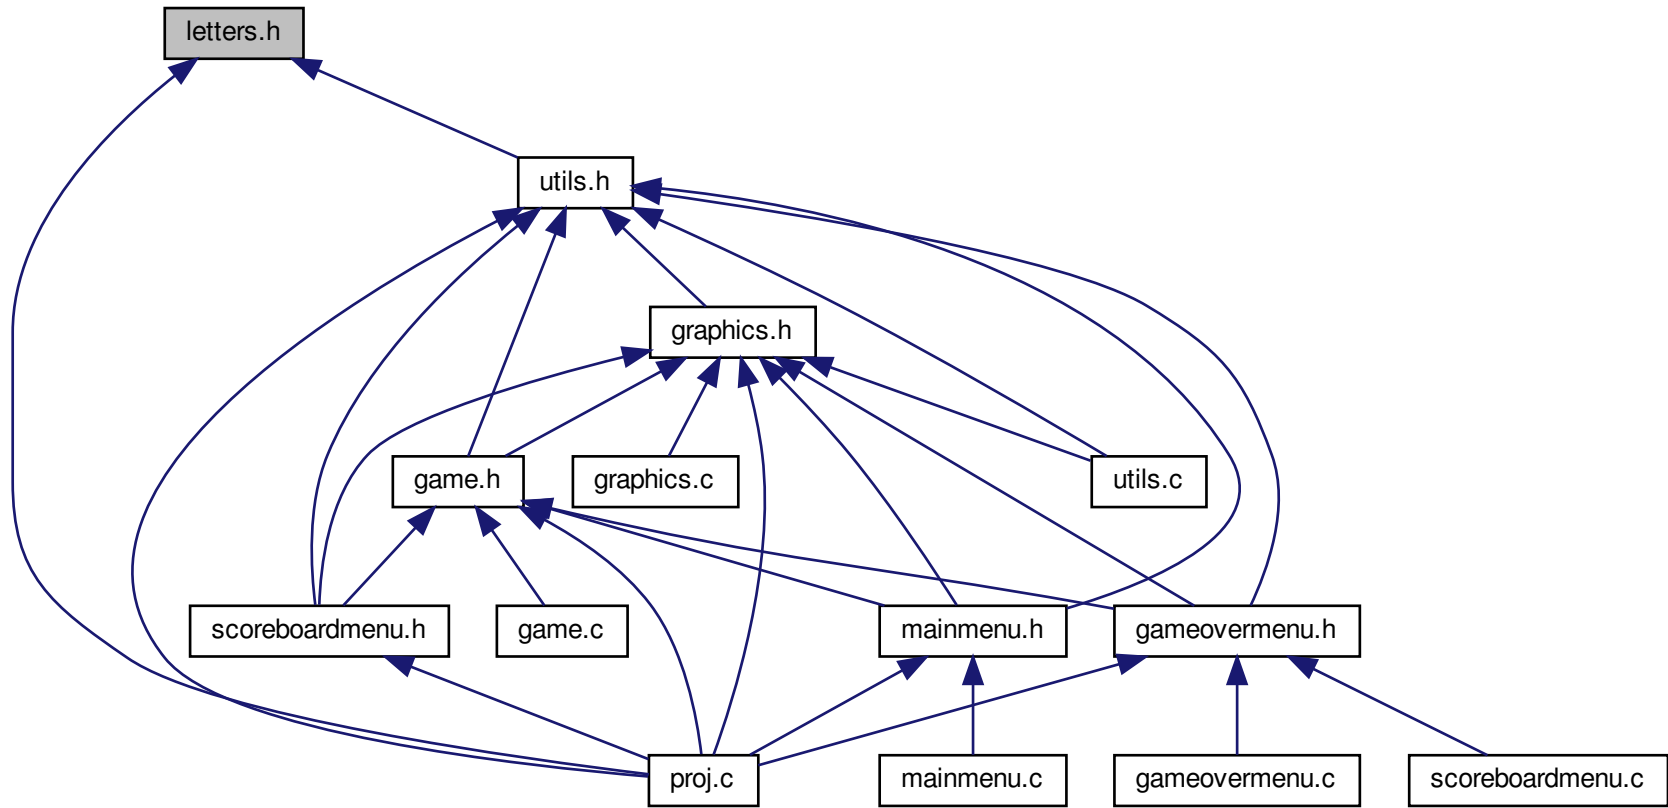 letters.h
utils.h
graphics.h
game.h
graphics.c
utils.c
scoreboardmenu.h
game.c
mainmenu.h
gameovermenu.h
proj.c
mainmenu.c
gameovermenu.c
scoreboardmenu.c